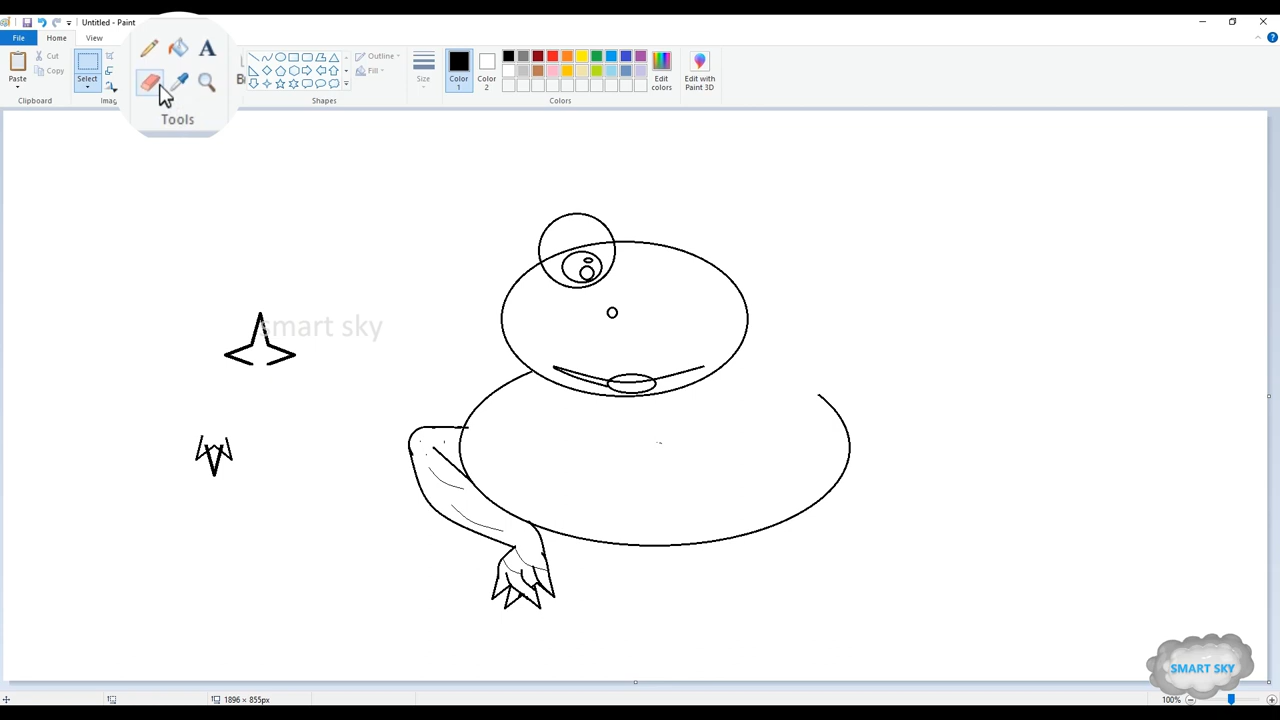 Untitled - Paint
File Home View
Paste
Cut
Copy
Clipboard
Select
Imag
A
Tools
Outline
Fill
Shapes
Size
Color 1
Color 2
Edit colors
Edit with Paint 3D
Colors
smart sky
SMART SKY
1896 × 855px
100%